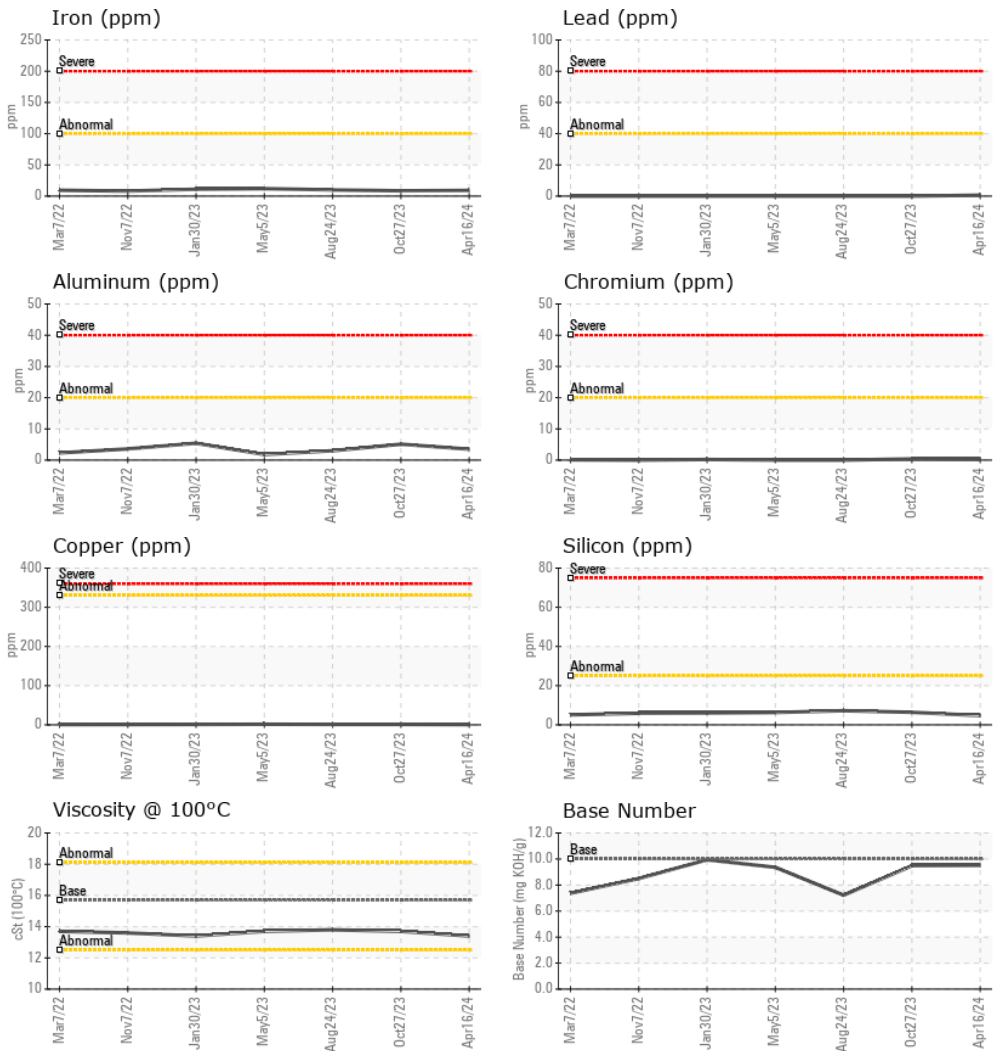 Iron (ppm)
250
200
150
100
50
0
ppm
Severe
Abnormal
Mar7/22
Nov7/22
Jan30/23
May5/23
Aug24/23
Oct27/23
Apr16/24
Lead (ppm)
100
80
60
40
20
0
ppm
Severe
Abnormal
Mar7/22
Nov7/22
Jan30/23
May5/23
Aug24/23
Oct27/23
Apr16/24
Aluminum (ppm)
50
40
30
20
10
0
ppm
Severe
Abnormal
Mar7/22
Nov7/22
Jan30/23
May5/23
Aug24/23
Oct27/23
Apr16/24
Chromium (ppm)
50
40
30
20
10
0
ppm
Severe
Abnormal
Mar7/22
Nov7/22
Jan30/23
May5/23
Aug24/23
Oct27/23
Apr16/24
Copper (ppm)
400
300
200
100
0
ppm
Severe
Abnormal
Mar7/22
Nov7/22
Jan30/23
May5/23
Aug24/23
Oct27/23
Apr16/24
Silicon (ppm)
80
60
40
20
0
ppm
Severe
Abnormal
Mar7/22
Nov7/22
Jan30/23
May5/23
Aug24/23
Oct27/23
Apr16/24
Viscosity @ 100°C
20
18
16
14
12
10
cSt (100°C)
Abnormal
Base
Abnormal
Mar7/22
Nov7/22
Jan30/23
May5/23
Aug24/23
Oct27/23
Apr16/24
Base Number
12.0
10.0
8.0
6.0
4.0
2.0
0.0
Base Number (mg KOH/g)
Base
Mar7/22
Nov7/22
Jan30/23
May5/23
Aug24/23
Oct27/23
Apr16/24